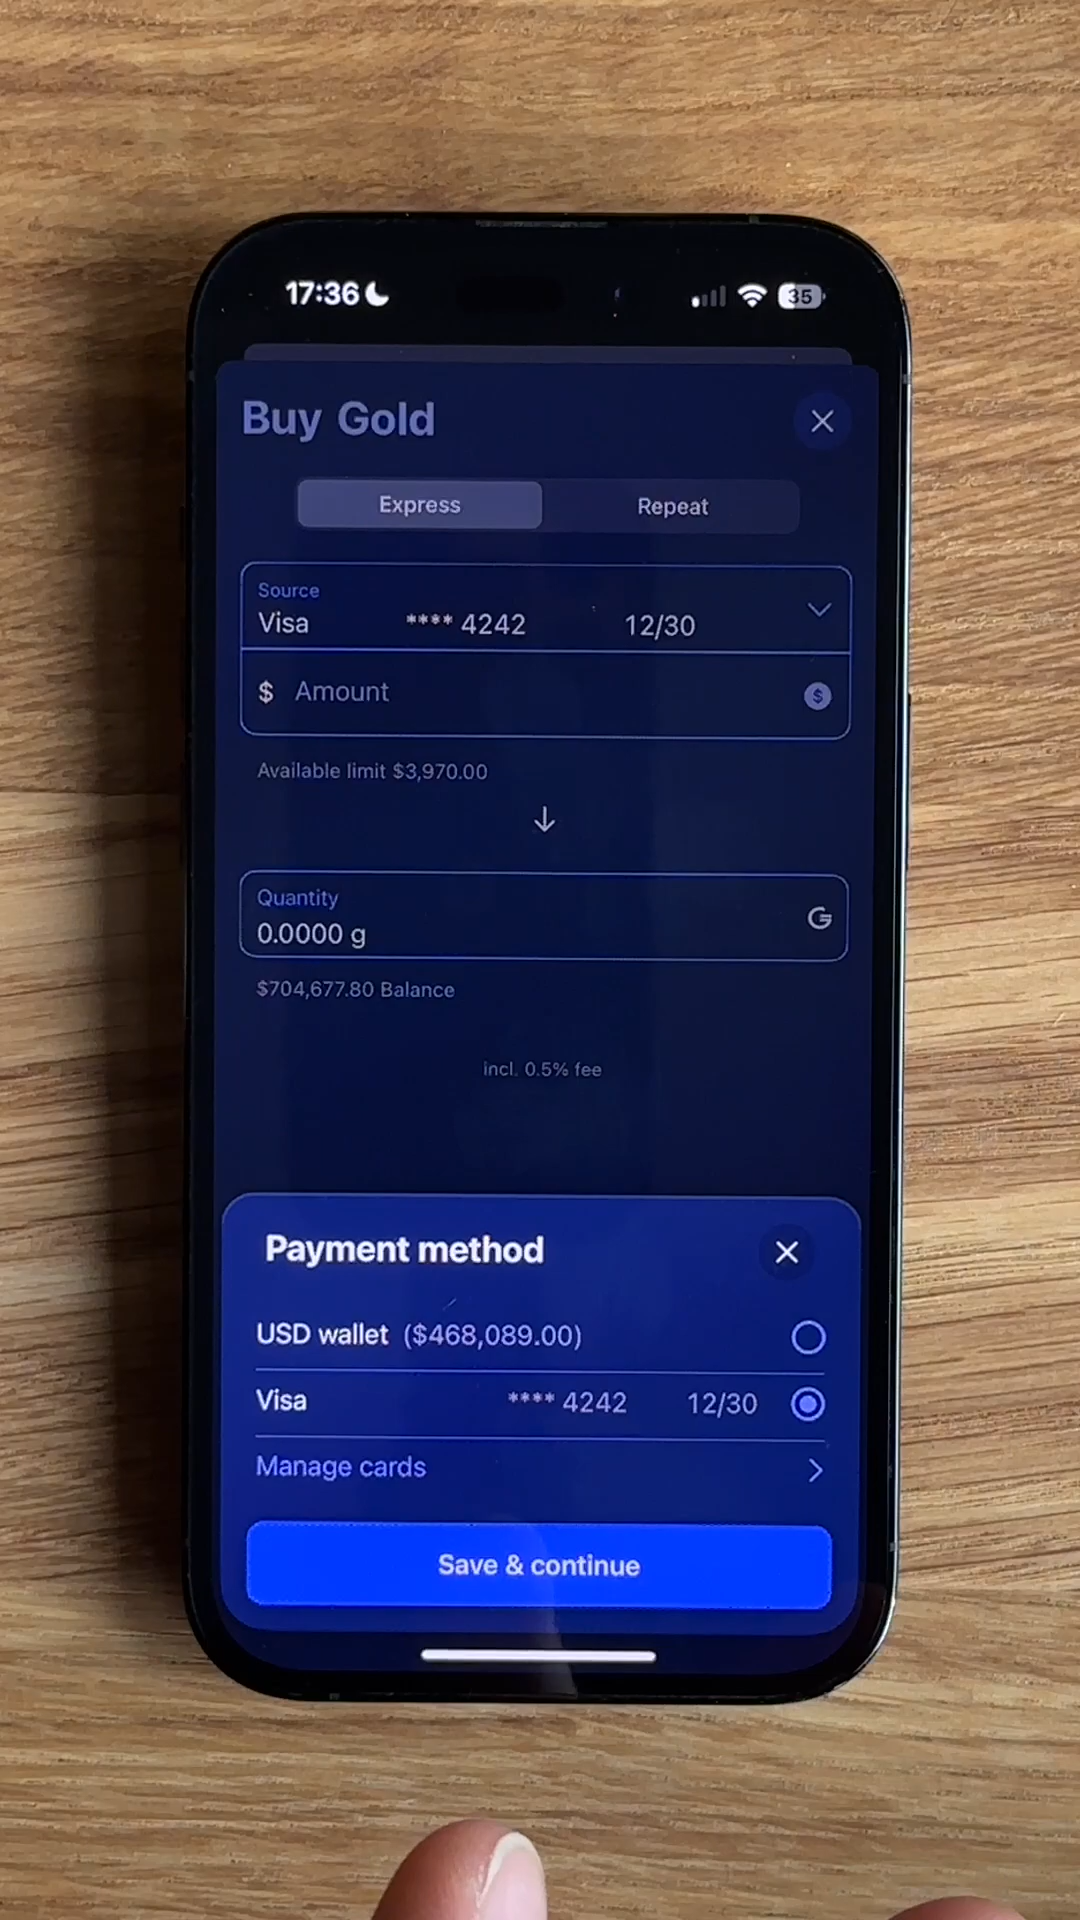 17:36
35
Buy Gold
Express Repeat
Source
Visa **** 4242 12/30
$ Amount $
Available limit $3,970.00
Quantity
0.0000 g
$704,677.80 Balance
incl. 0.5% fee
Payment method
USD wallet ($468,089.00)
Visa **** 4242 12/30
Manage cards
Save & continue